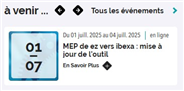 à venir ...
Tous les événements
Du 01 juill. 2025 au 04 juill. 2025 | en ligne
01
07
MEP de ez vers ibexa : mise à
jour de l'outil
En Savoir Plus